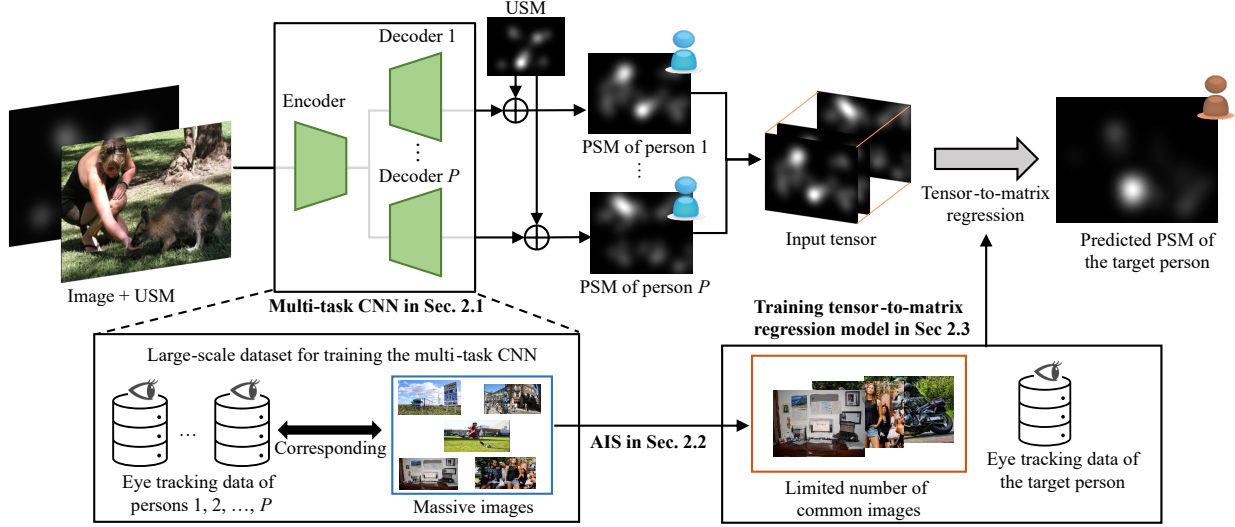 USM
Decoder 1
Encoder
...
Decoder P
PSM of person 1
...
PSM of person P
Input tensor
Tensor-to-matrix
regression
Predicted PSM of
the target person
Image + USM
Multi-task CNN in Sec. 2.1
Training tensor-to-matrix
regression model in Sec 2.3
Large-scale dataset for training the multi-task CNN
...
Corresponding
Eye tracking data of
persons 1, 2, ..., P
Massive images
AIS in Sec. 2.2
Limited number of
common images
Eye tracking data of
the target person